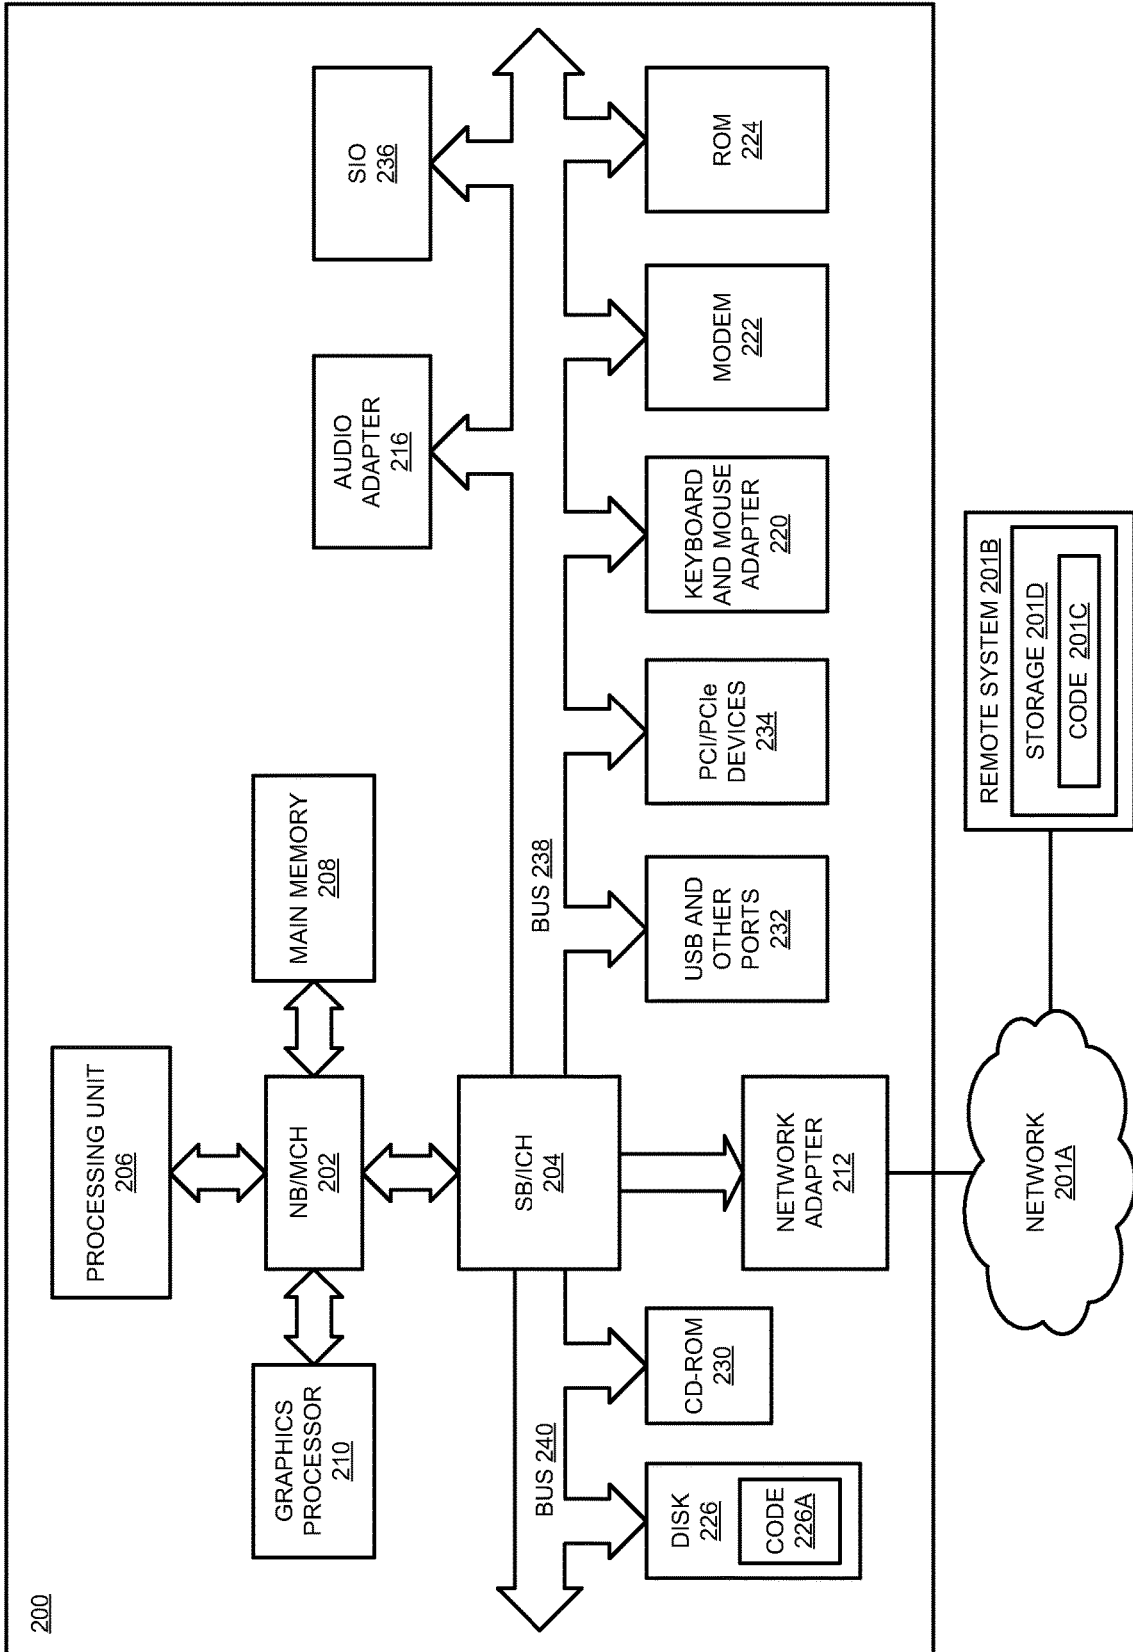 200
PROCESSING UNIT
206
GRAPHICS
PROCESSOR
210
NB/MCH
202
MAIN MEMORY
208
AUDIO
ADAPTER
216
SIO
236
SB/ICH
204
BUS 240
BUS 238
DISK
226
CODE
226A
CD-ROM
230
NETWORK
ADAPTER
212
USB AND
OTHER
PORTS
232
PCI/PCIe
DEVICES
234
KEYBOARD
AND MOUSE
ADAPTER
220
MODEM
222
ROM
224
NETWORK
201A
REMOTE SYSTEM 201B
STORAGE 201D
CODE 201C